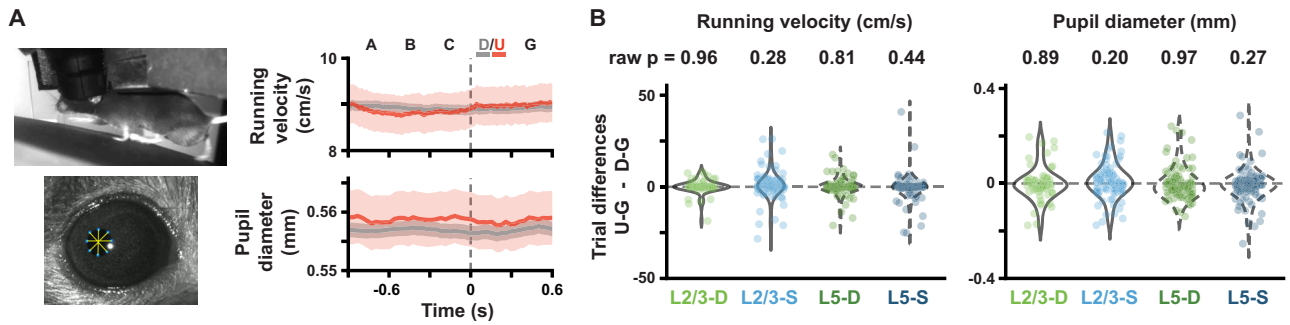 A
A B C D/U G
10
8
Running velocity (cm/s)
0.56
0.55
Pupil diameter (mm)
-0.6 0 0.6
Time (s)
B
Running velocity (cm/s)
raw p = 0.96 0.28 0.81 0.44
50
0
-50
Trial differences
U-G - D-G
L2/3-D L2/3-S L5-D L5-S
Pupil diameter (mm)
0.89 0.20 0.97 0.27
0.4
0
-0.4
L2/3-D L2/3-S L5-D L5-S